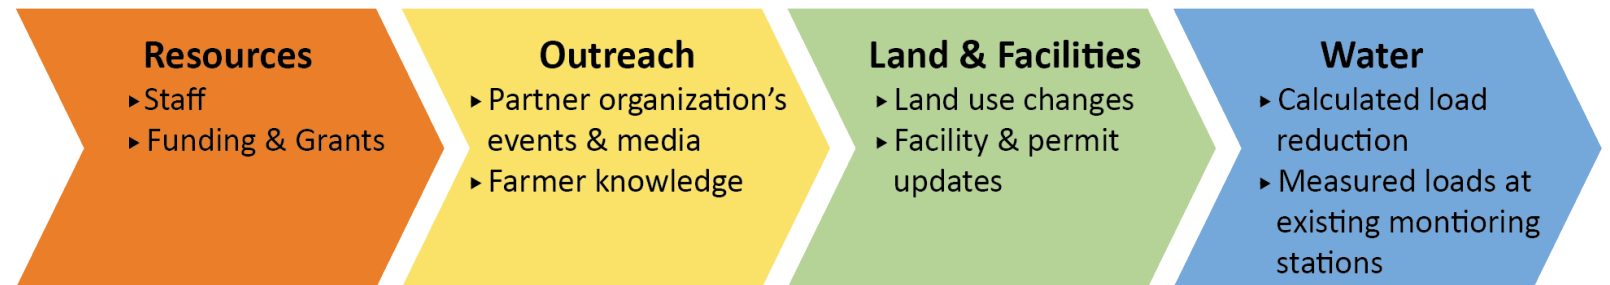 Resources
▸Staff
▸Funding & Grants
Outreach
▸Partner organization’s
events & media
▸Farmer knowledge
Land & Facilities
▸Land use changes
▸Facility & permit
updates
Water
▸Calculated load
reduction
▸Measured loads at
existing montioring
stations